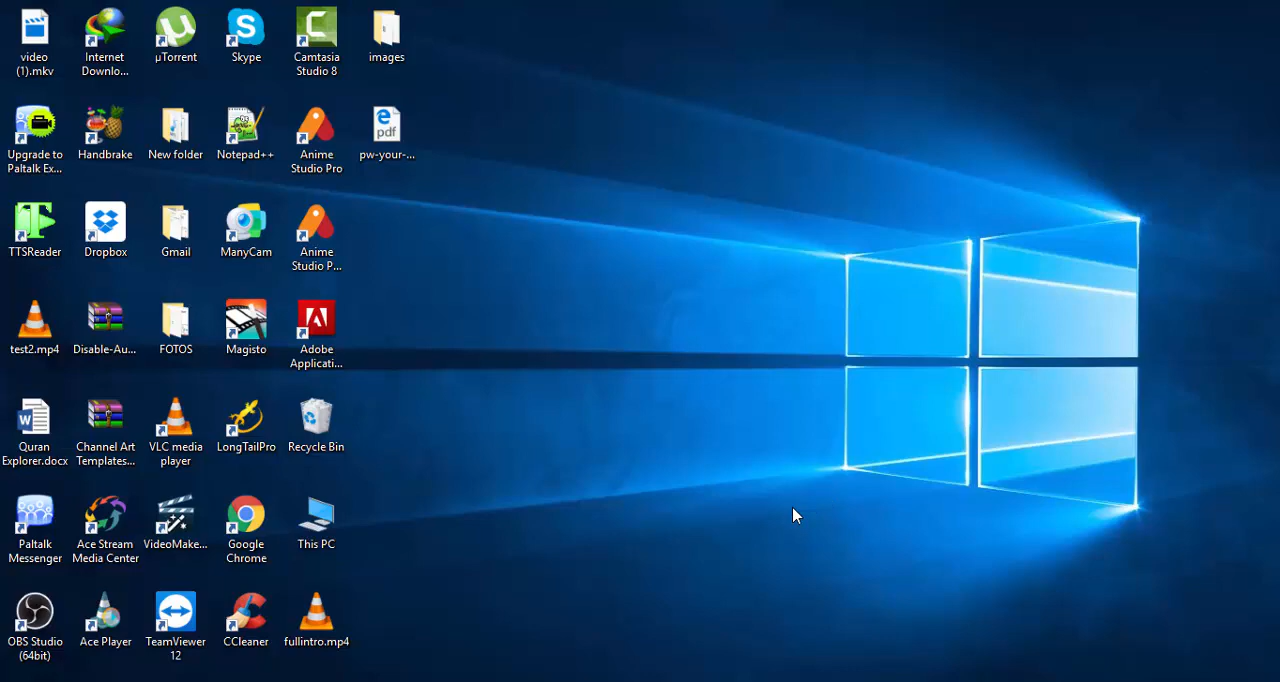 video
(1).mkv
Internet
Downlo...
µTorrent
Skype
Camtasia
Studio 8
images
Upgrade to
Paltalk Ex...
Handbrake
New folder
Notepad++
Anime
Studio Pro
pdf
pw-your-...
TTSReader
Dropbox
Gmail
ManyCam
Anime
Studio P...
test2.mp4
Disable-Au...
FOTOS
Magisto
Adobe
Applicati...
Quran
Explorer.docx
Channel Art
Templates...
VLC media
player
LongTailPro
Recycle Bin
Paltalk
Messenger
Ace Stream
Media Center
VideoMake...
Google
Chrome
This PC
OBS Studio
(64bit)
Ace Player
TeamViewer
12
CCleaner
fullintro.mp4